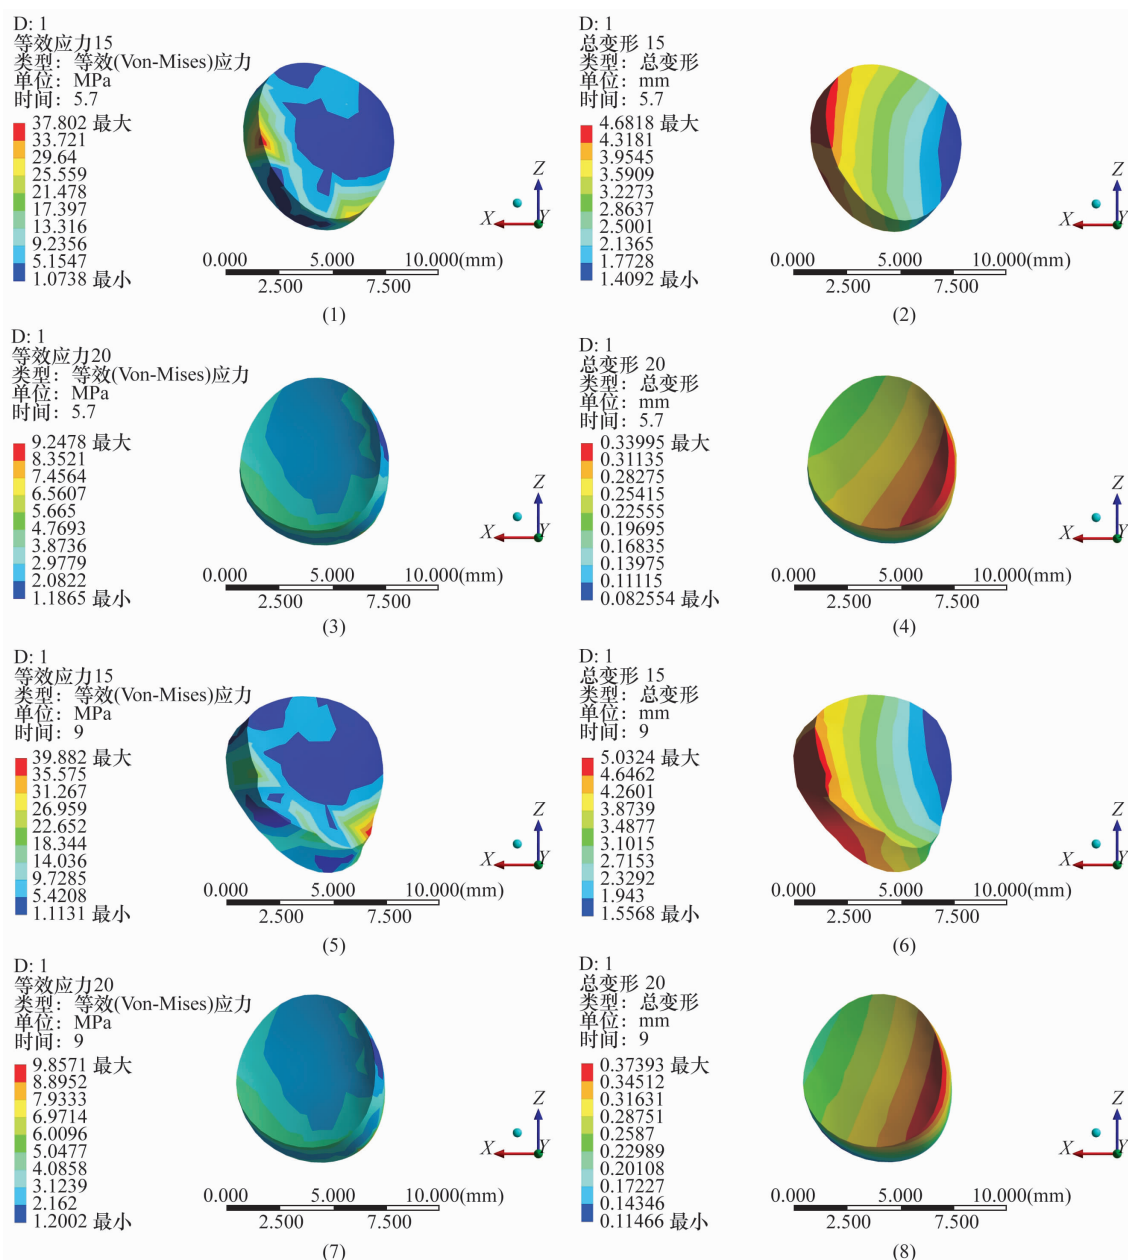 D: 1
等效应力15
类型：等效(Von-Mises)应力
单位：MPa
时间：5.7
37.802 最大
33.721
29.64
25.559
21.478
17.397
13.316
9.2356
5.1547
1.0738 最小
Z
X
Y
0.000 5.000 10.000(mm)
2.500 7.500
(1)
D: 1
总变形 15
类型：总变形
单位：mm
时间：5.7
4.6818 最大
4.3181
3.9545
3.5909
3.2273
2.8637
2.5001
2.1365
1.7728
1.4092 最小
Z
X
Y
0.000 5.000 10.000(mm)
2.500 7.500
(2)
D: 1
等效应力20
类型：等效(Von-Mises)应力
单位：MPa
时间：5.7
9.2478 最大
8.3521
7.4564
6.5607
5.665
4.7693
3.8736
2.9779
2.0822
1.1865 最小
Z
X
Y
0.000 5.000 10.000(mm)
2.500 7.500
(3)
D: 1
总变形 20
类型：总变形
单位：mm
时间：5.7
0.33995 最大
0.31135
0.28275
0.25415
0.22555
0.19695
0.16835
0.13975
0.11115
0.082554 最小
Z
X
Y
0.000 5.000 10.000(mm)
2.500 7.500
(4)
D: 1
等效应力15
类型：等效(Von-Mises)应力
单位：MPa
时间：9
39.882 最大
35.575
31.267
26.959
22.652
18.344
14.036
9.7285
5.4208
1.1131 最小
Z
X
Y
0.000 5.000 10.000(mm)
2.500 7.500
(5)
D: 1
总变形 15
类型：总变形
单位：mm
时间：9
5.0324 最大
4.6462
4.2601
3.8739
3.4877
3.1015
2.7153
2.3292
1.943
1.5568 最小
Z
X
Y
0.000 5.000 10.000(mm)
2.500 7.500
(6)
D: 1
等效应力20
类型：等效(Von-Mises)应力
单位：MPa
时间：9
9.8571 最大
8.8952
7.9333
6.9714
6.0096
5.0477
4.0858
3.1239
2.162
1.2002 最小
Z
X
Y
0.000 5.000 10.000(mm)
2.500 7.500
(7)
D: 1
总变形 20
类型：总变形
单位：mm
时间：9
0.37393 最大
0.34512
0.31631
0.28751
0.2587
0.22989
0.20108
0.17227
0.14346
0.11466 最小
Z
X
Y
0.000 5.000 10.000(mm)
2.500 7.500
(8)